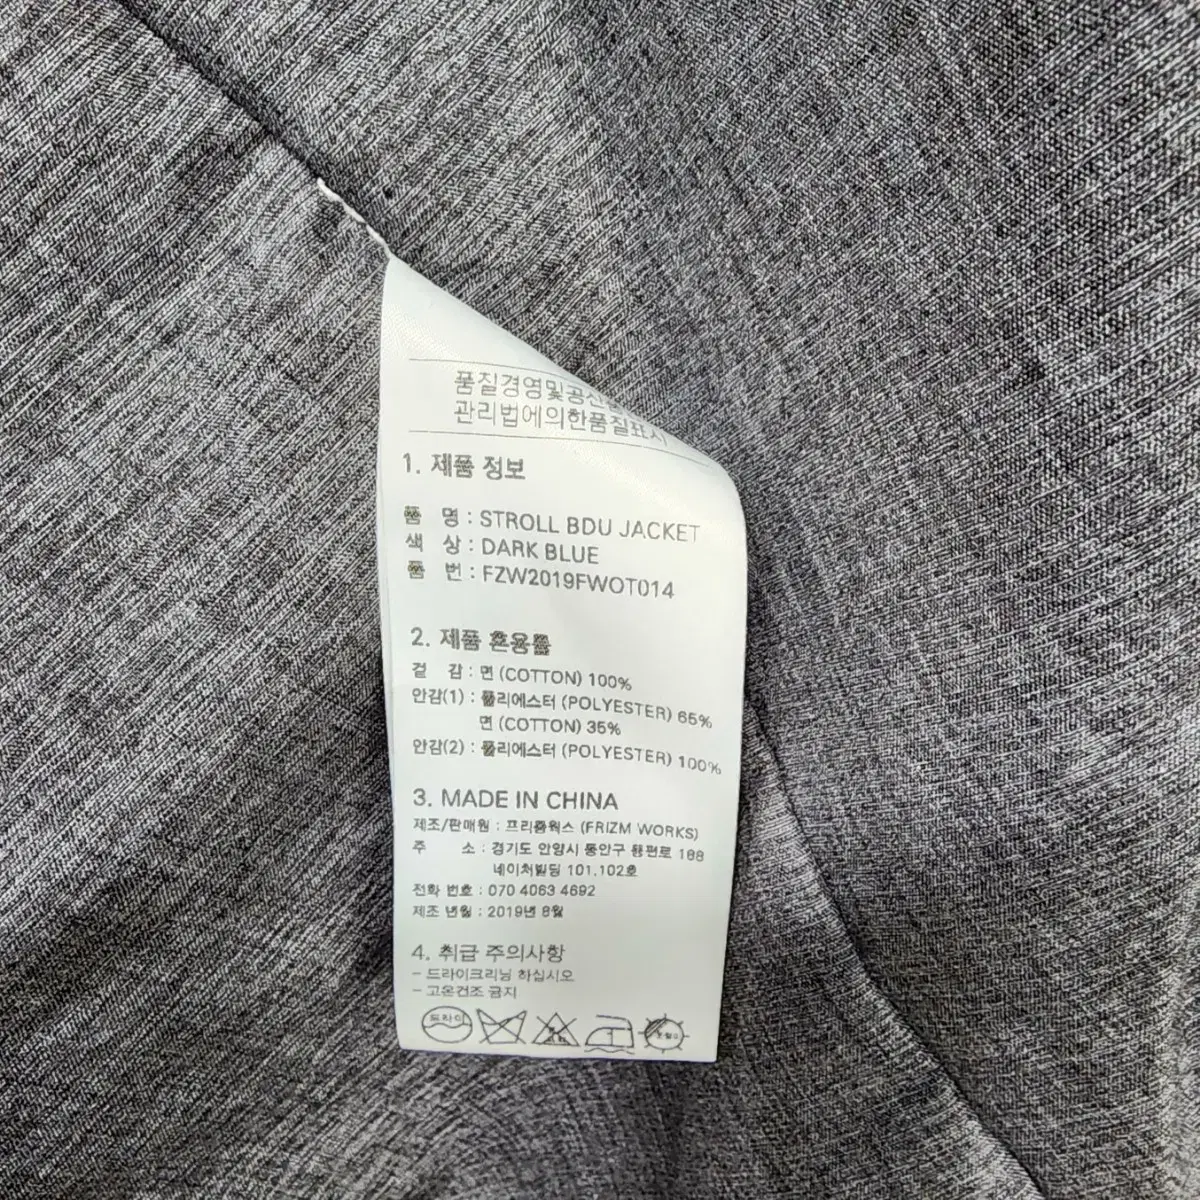 품질경영및공산
관리법에의한품질표시
1. 제품 정보
품 명 : STROLL BDU JACKET
색 상 : DARK BLUE
품 번 : FZW2019FWOT014
2. 제품 혼용률
겉 감 : 면 (COTTON) 100%
안감(1) : 폴리에스터 (POLYESTER) 65%
면 (COTTON) 35%
안감(2) : 폴리에스터 (POLYESTER) 100%
3. MADE IN CHINA
제조/판매원 : 프리즘웍스 (FRIZM WORKS)
주 소 : 경기도 안양시 동안구 흥편로 188
네이처빌딩 101.102호
전화 번호 : 070 4063 4692
제조 년월 : 2019년 8월
4. 취급 주의사항
- 드라이크리닝 하십시오
- 고온건조 금지
드라이